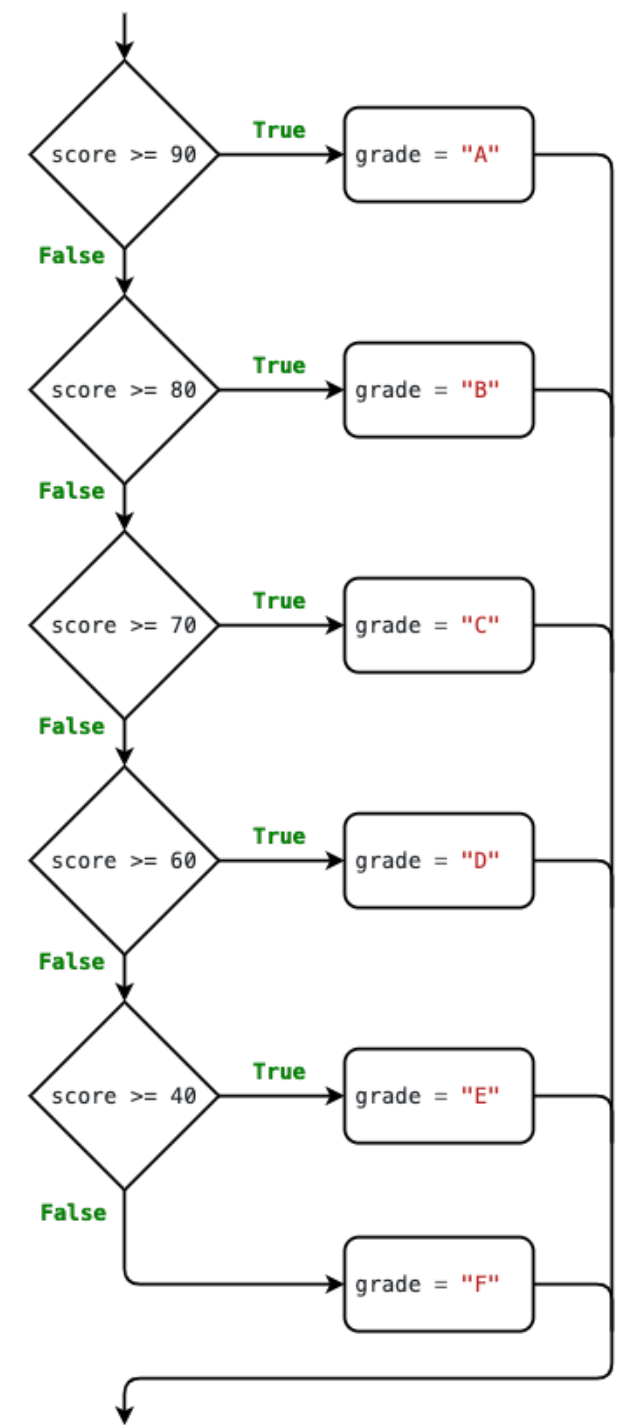 True
score >= 90
grade = "A"
False
True
score >= 80
grade = "B"
False
True
score >= 70
grade = "C"
False
True
score >= 60
grade = "D"
False
True
score >= 40
grade = "E"
False
grade = "F"